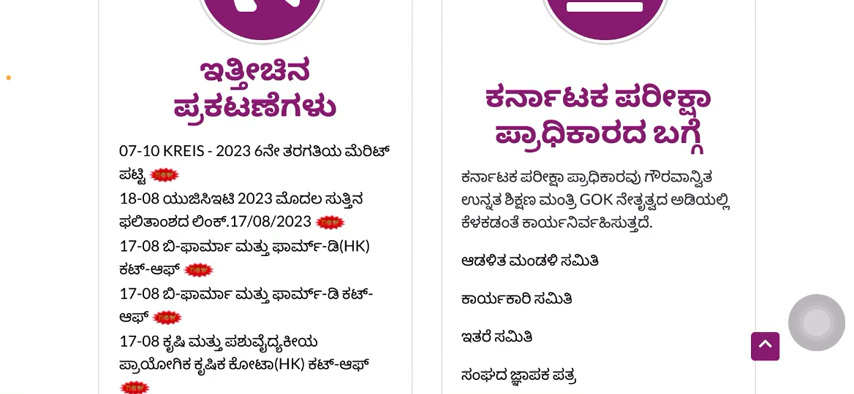 ಇತ್ತೀಚಿನ
ಪ್ರಕಟಣೆಗಳು
07-10 KREIS - 2023 6ನೇ ತರಗತಿಯ ಮೆರಿಟ್
ಪಟ್ಟಿ
18-08 ಯುಜಿಸಿಇಟಿ 2023 ಮೊದಲ ಸುತ್ತಿನ
ಫಲಿತಾಂಶದ ಲಿಂಕ್.17/08/2023
17-08 ಬಿ-ಫಾರ್ಮಾ ಮತ್ತು ಫಾರ್ಮ್-ಡಿ(HK)
ಕಟ್-ಆಫ್
17-08 ಬಿ-ಫಾರ್ಮಾ ಮತ್ತು ಫಾರ್ಮ್-ಡಿ ಕಟ್-
ಆಫ್
17-08 ಕೃಷಿ ಮತ್ತು ಪಶುವೈದ್ಯಕೀಯ
ಪ್ರಾಯೋಗಿಕ ಕೃಷಿಕ ಕೋಟಾ(HK) ಕಟ್-ಆಫ್
ಕರ್ನಾಟಕ ಪರೀಕ್ಷಾ
ಪ್ರಾಧಿಕಾರದ ಬಗ್ಗೆ
ಕರ್ನಾಟಕ ಪರೀಕ್ಷಾ ಪ್ರಾಧಿಕಾರವು ಗೌರವಾನ್ವಿತ
ಉನ್ನತ ಶಿಕ್ಷಣ ಮಂತ್ರಿ GOK ನೇತೃತ್ವದ ಅಡಿಯಲ್ಲಿ
ಕೆಳಕಡಂತೆ ಕಾರ್ಯನಿರ್ವಹಿಸುತ್ತದೆ.
ಆಡಳಿತ ಮಂಡಳಿ ಸಮಿತಿ
ಕಾರ್ಯಕಾರಿ ಸಮಿತಿ
ಇತರೆ ಸಮಿತಿ
ಸಂಘದ ಜ್ಞಾಪಕ ಪತ್ರ